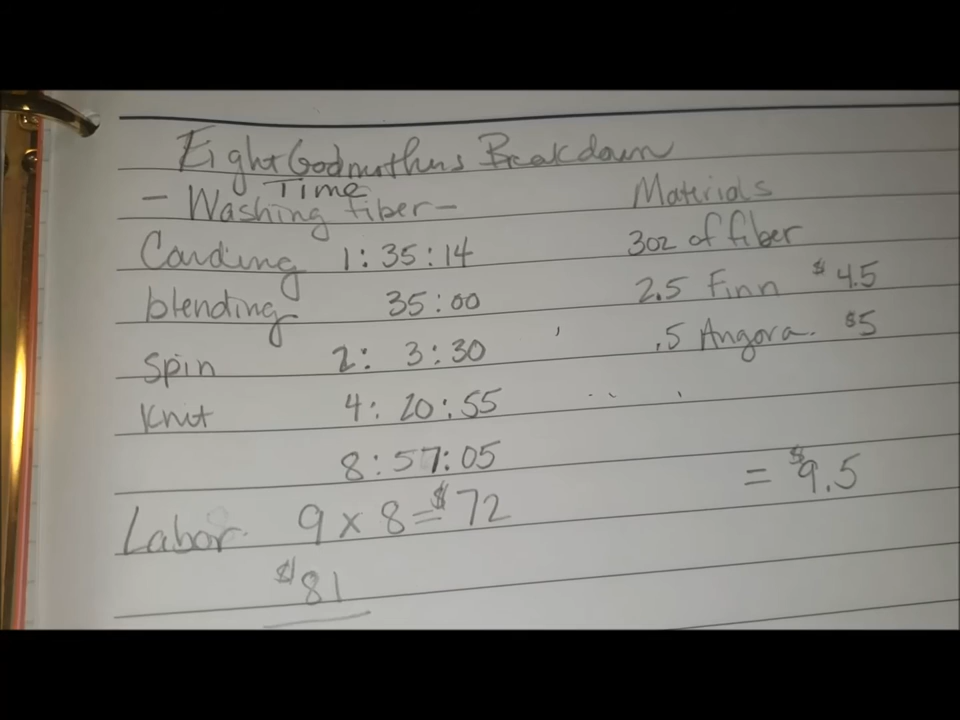 Eight Godmothers Breakdown
Time
- Washing fiber -
Carding 1:35:14
blending 35:00
Spin 2: 3:30
Knit 4:20:55
8:57:05
Labor. 9 x 8 = $72
$81
Materials
3oz of fiber
2.5 Finn $4.5
.5 Angora. $5
= $9.5